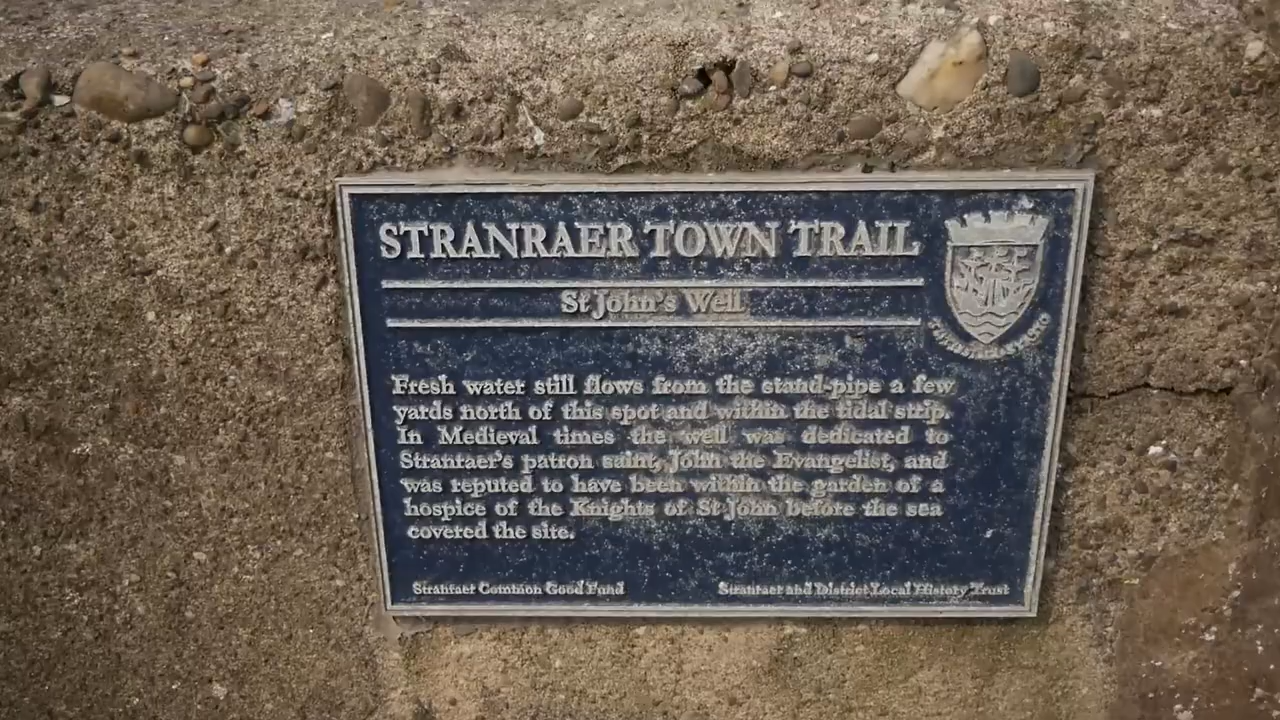 STRANRAER TOWN TRAIL
St John's Well
Fresh water still flows from the stand-pipe a few
yards north of this spot and within the tidal strip.
In Medieval times the well was dedicated to
Stranraer's patron saint, John the Evangelist, and
was reputed to have been within the garden of a
hospice of the Knights of St John before the sea
covered the site.
Stranraer Common Good Fund
Stranraer and District Local History Trust